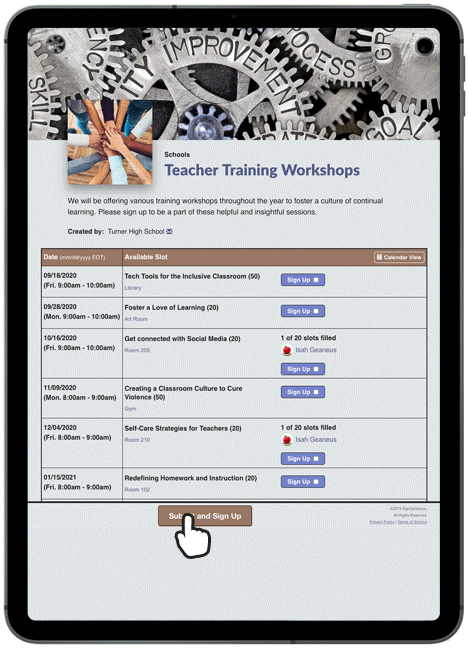 SKILL
ENCY
ITY IMPROVEMENT
PROCESS
GRO
STRATEG
GOAL
Schools
Teacher Training Workshops
We will be offering various training workshops throughout the year to foster a culture of continual
learning. Please sign up to be a part of these helpful and insightful sessions.
Created by: Turner High School
Date (mm/dd/yyyy EDT) Available Slot Calendar View
09/18/2020 Tech Tools for the Inclusive Classroom (50) Sign Up
(Fri. 9:00am - 10:00am) Library
09/28/2020 Foster a Love of Learning (20) Sign Up
(Mon. 9:00am - 10:00am) Art Room
10/16/2020 Get connected with Social Media (20) 1 of 20 slots filled
(Fri. 9:00am - 10:00am) Room 205 Isah Geaneus
Sign Up
11/09/2020 Creating a Classroom Culture to Cure Sign Up
(Mon. 8:00am - 9:00am) Violence (50)
Gym
12/04/2020 Self-Care Strategies for Teachers (20) 1 of 20 slots filled
(Fri. 8:00am - 9:00am) Room 210 Isah Geaneus
Sign Up
01/15/2021 Redefining Homework and Instruction (20) Sign Up
(Fri. 8:00am - 9:00am) Room 102
Submit and Sign Up
All Rights Reserved.
Privacy Policy | Terms of Service